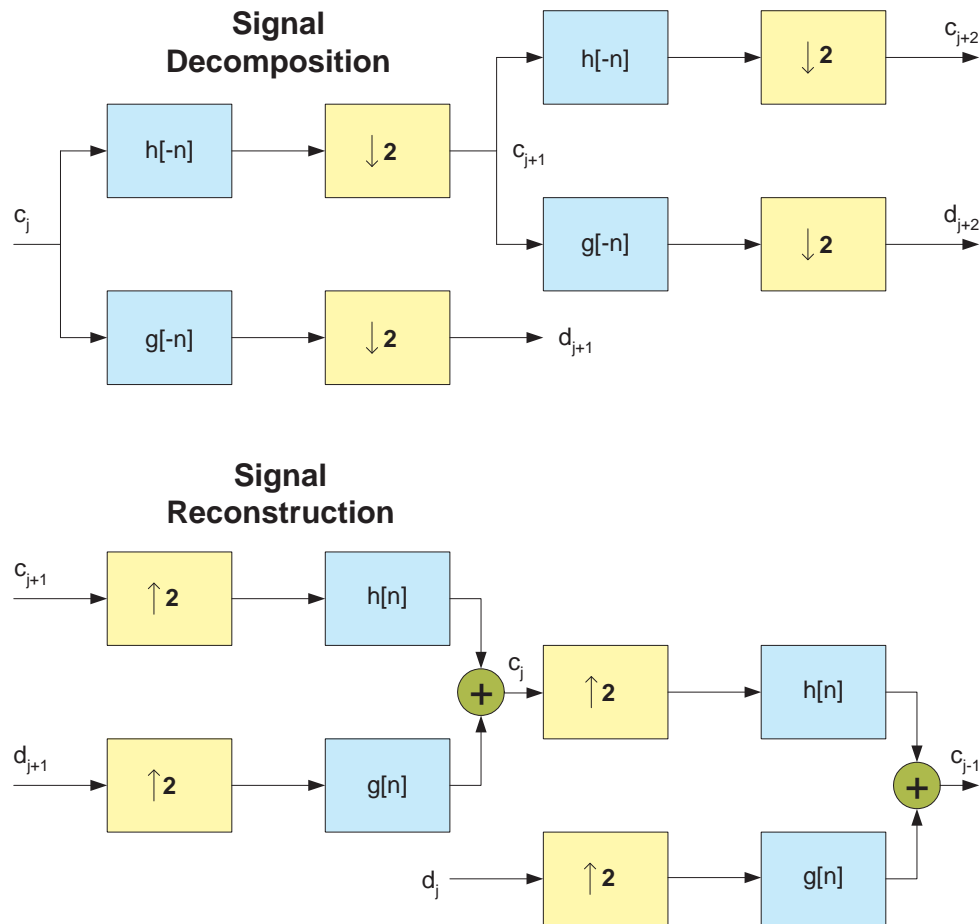 Signal
Decomposition
h[-n]
↓2
c_{j+2}
h[-n]
↓2
c_{j+1}
c_j
g[-n]
↓2
d_{j+2}
g[-n]
↓2
d_{j+1}
Signal
Reconstruction
c_{j+1}
↑2
h[n]
c_j
↑2
h[n]
+
d_{j+1}
↑2
g[n]
c_{j-1}
+
d_j
↑2
g[n]